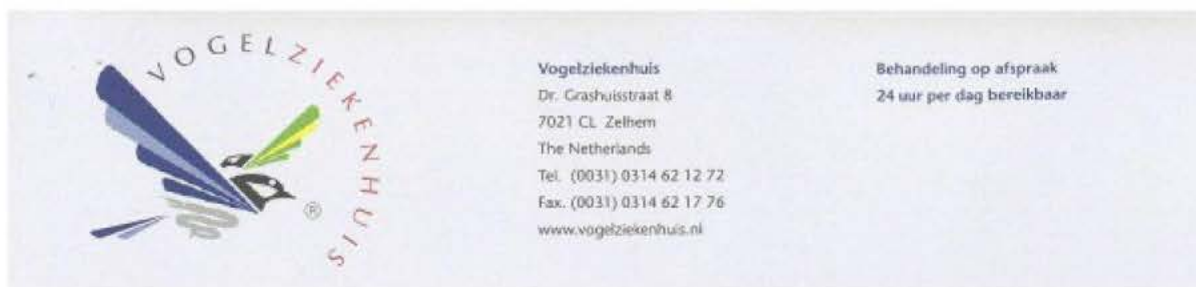 VOGELZIEKENHUIS
®
Vogelziekenhuis
Dr. Grashuisstraat 8
7021 CL Zelhem
The Netherlands
Tel. (0031) 0314 62 12 72
Fax. (0031) 0314 62 17 76
www.vogelziekenhuis.nl
Behandeling op afspraak
24 uur per dag bereikbaar